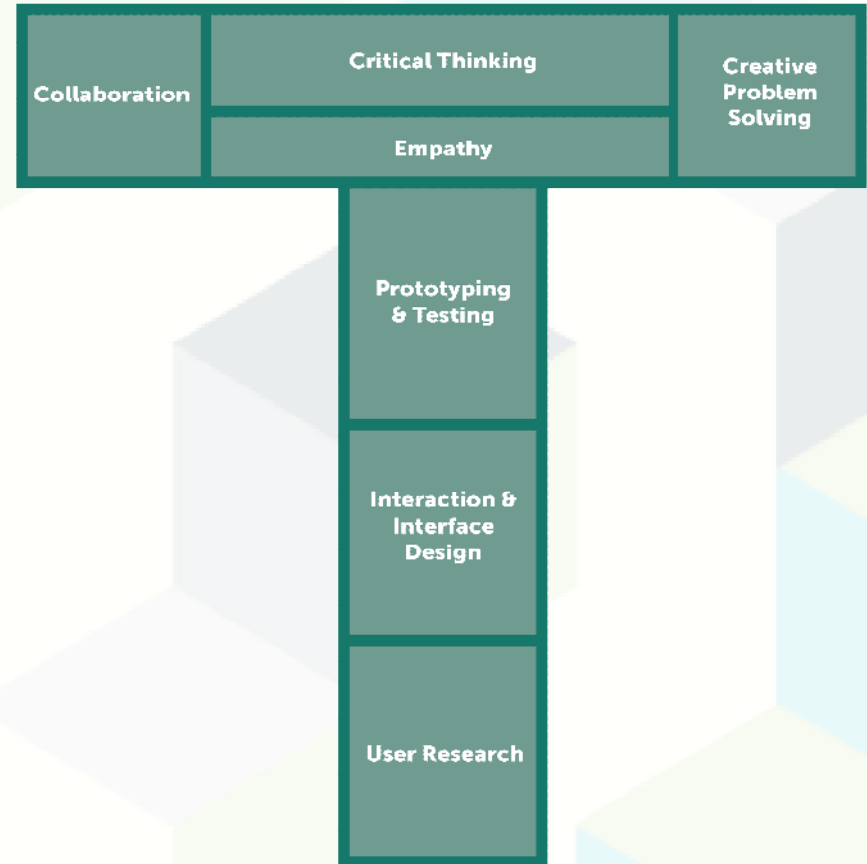 Collaboration
Critical Thinking
Empathy
Creative
Problem
Solving
Prototyping
& Testing
Interaction &
Interface
Design
User Research